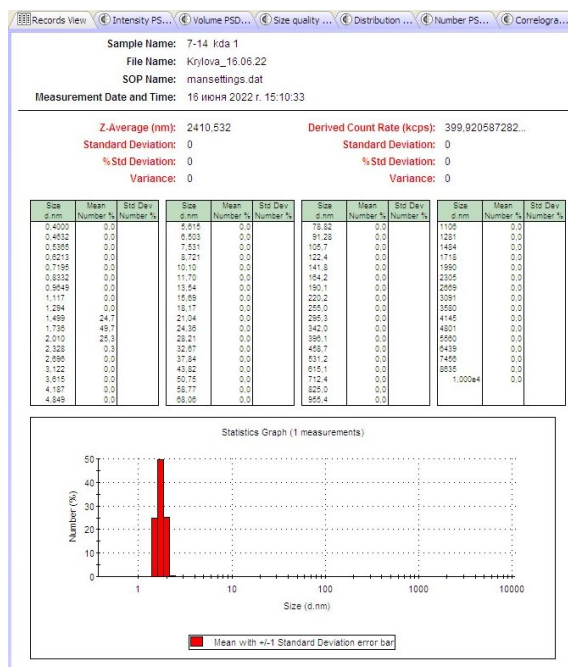 Records View Intensity PS... Volume PSD... Size quality ... Distribution ... Number PS... Correlogra...
Sample Name: 7-14 kda 1
File Name: Krylova_16.06.22
SOP Name: mansettings.dat
Measurement Date and Time: 16 июня 2022 г. 15:10:33
Z-Average (nm): 2410,532 Derived Count Rate (kcps): 399,920587282...
Standard Deviation: 0 Standard Deviation: 0
%Std Deviation: 0 %Std Deviation: 0
Variance: 0 Variance: 0
Size Mean Std Dev Size Mean Std Dev Size Mean Std Dev Size Mean Std Dev
d.nm Number % Number % d.nm Number % Number % d.nm Number % Number % d.nm Number % Number %
0,4000 0,0 5,615 0,0 78,82 0,0 1106 0,0
0,4632 0,0 6,503 0,0 91,28 0,0 1281 0,0
0,5365 0,0 7,531 0,0 105,7 0,0 1484 0,0
0,6213 0,0 8,721 0,0 122,4 0,0 1718 0,0
0,7195 0,0 10,10 0,0 141,8 0,0 1990 0,0
0,8332 0,0 11,70 0,0 164,2 0,0 2305 0,0
0,9649 0,0 13,54 0,0 190,1 0,0 2669 0,0
1,117 0,0 15,69 0,0 220,2 0,0 3091 0,0
1,294 0,0 18,17 0,0 255,0 0,0 3580 0,0
1,499 24,7 21,04 0,0 295,3 0,0 4145 0,0
1,736 49,7 24,36 0,0 342,0 0,0 4801 0,0
2,010 25,3 28,21 0,0 396,1 0,0 5560 0,0
2,328 0,3 32,67 0,0 458,7 0,0 6439 0,0
2,696 0,0 37,84 0,0 531,2 0,0 7456 0,0
3,122 0,0 43,82 0,0 615,1 0,0 8635 0,0
3,615 0,0 50,75 0,0 712,4 0,0 1,000e4 0,0
4,187 0,0 58,77 0,0 825,0 0,0
4,849 0,0 68,06 0,0 955,4 0,0
Statistics Graph (1 measurements)
50
40
30
20
10
0
Number (%)
1 10 100 1000 10000
Size (d.nm)
Mean with +/-1 Standard Deviation error bar